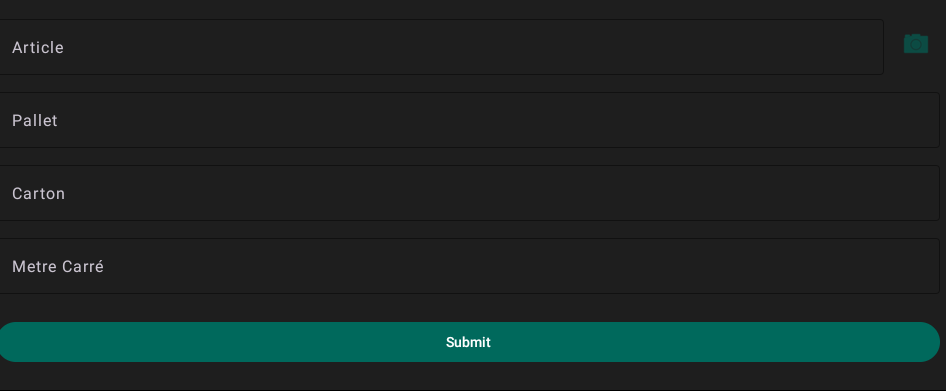 Article
Pallet
Carton
Metre Carré
Submit